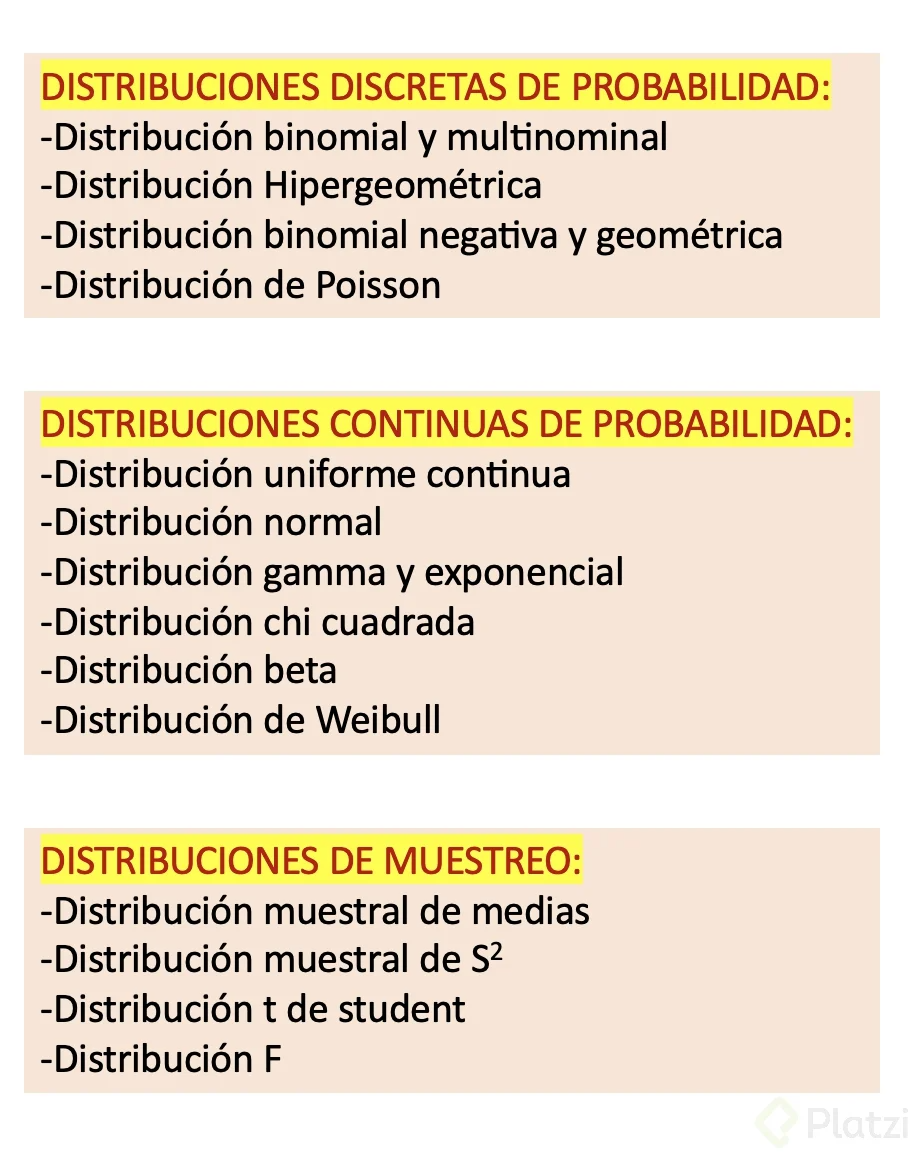 DISTRIBUCIONES DISCRETAS DE PROBABILIDAD:
-Distribución binomial y multinominal
-Distribución Hipergeométrica
-Distribución binomial negativa y geométrica
-Distribución de Poisson
DISTRIBUCIONES CONTINUAS DE PROBABILIDAD:
-Distribución uniforme continua
-Distribución normal
-Distribución gamma y exponencial
-Distribución chi cuadrada
-Distribución beta
-Distribución de Weibull
DISTRIBUCIONES DE MUESTREO:
-Distribución muestral de medias
-Distribución muestral de S²
-Distribución t de student
-Distribución F
Platzi